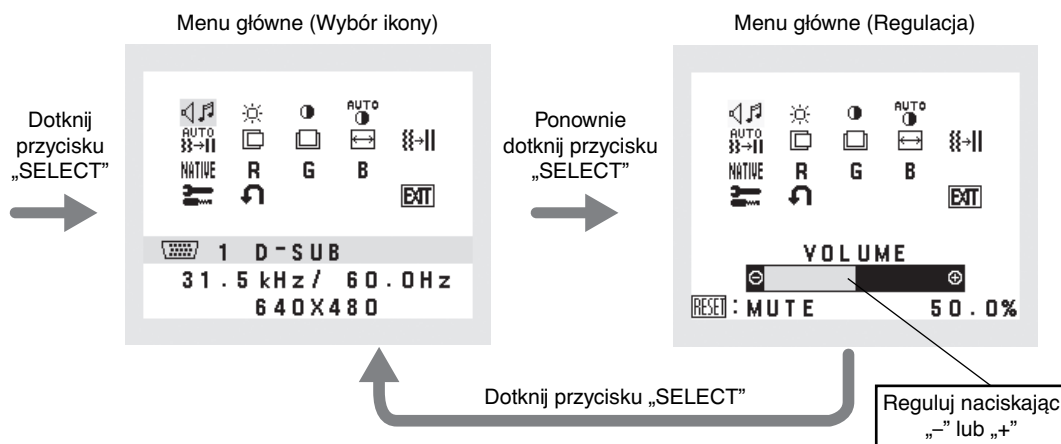 Menu główne (Wybór ikony)
Menu główne (Regulacja)
Dotknij
przycisku
„SELECT”
AUTO
AUTO
NATIVE R G B
EXIT
1 D-SUB
31.5 kHz/ 60.0Hz
640X480
Ponownie
dotknij przycisku
„SELECT”
AUTO
AUTO
NATIVE R G B
EXIT
VOLUME
RESET : MUTE 50.0%
Dotknij przycisku „SELECT”
Reguluj naciskając
„–” lub „+”